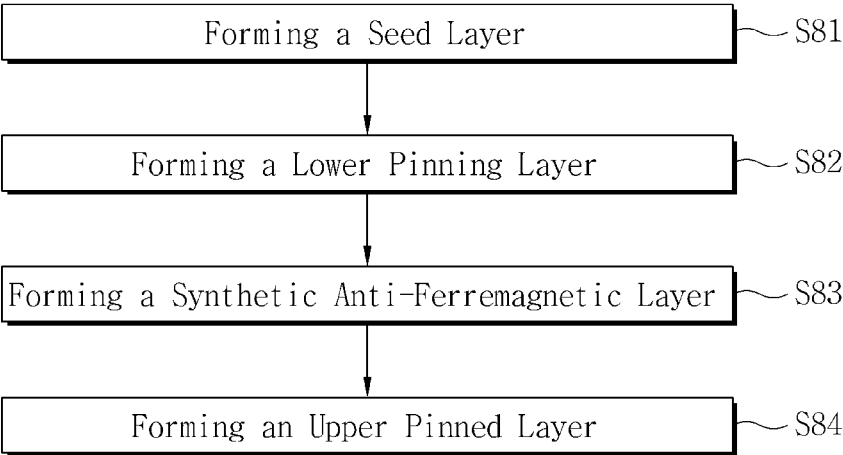 Forming a Seed Layer S81
Forming a Lower Pinning Layer S82
Forming a Synthetic Anti-Ferremagnetic Layer S83
Forming an Upper Pinned Layer S84